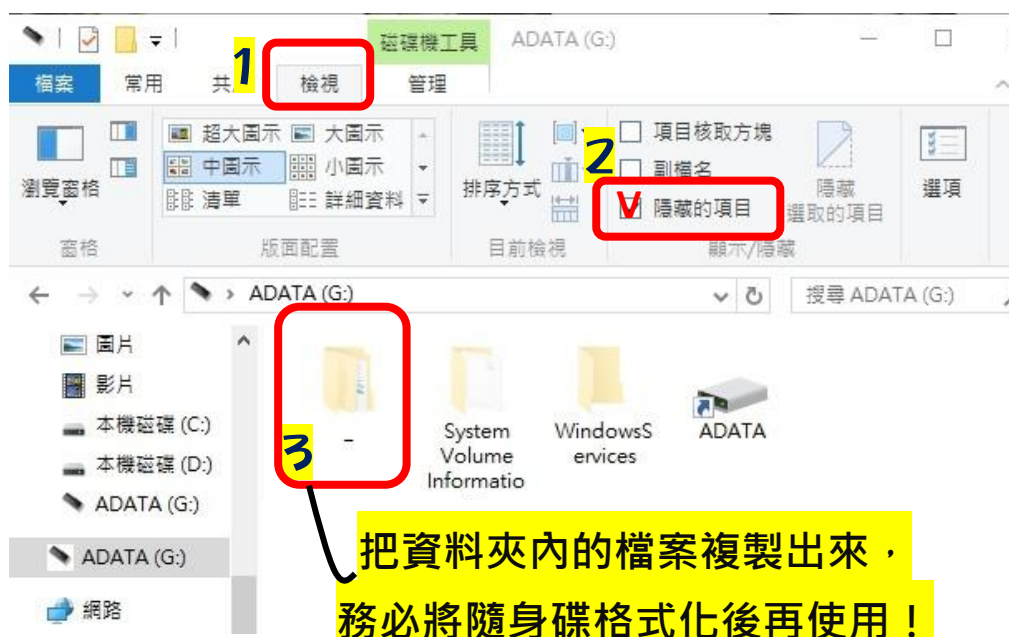 磁碟機工具 ADATA (G:)
1
檔案 常用 共 檢視 管理
超大圖示 大圖示
中圖示 小圖示
清單 詳細資料
瀏覽窗格
排序方式
2
項目核取方塊
副檔名
V 隱藏的項目
隱藏
選取的項目
選項
窗格 版面配置 目前檢視 顯示/隱藏
ADATA (G:) 搜尋 ADATA (G:)
圖片
影片
本機磁碟 (C:)
本機磁碟 (D:)
ADATA (G:)
ADATA (G:)
網路
3
_
System
Volume
Informatio
WindowsS
ervices
ADATA
把資料夾內的檔案複製出來,
務必將隨身碟格式化後再使用!